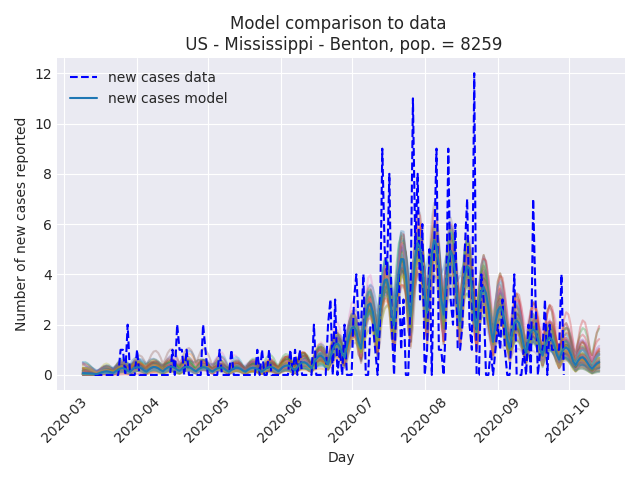 Model comparison to data
US - Mississippi - Benton, pop. = 8259
new cases data
new cases model
Number of new cases reported
12
10
8
6
4
2
0
2020-03
2020-04
2020-05
2020-06
2020-07
2020-08
2020-09
2020-10
Day